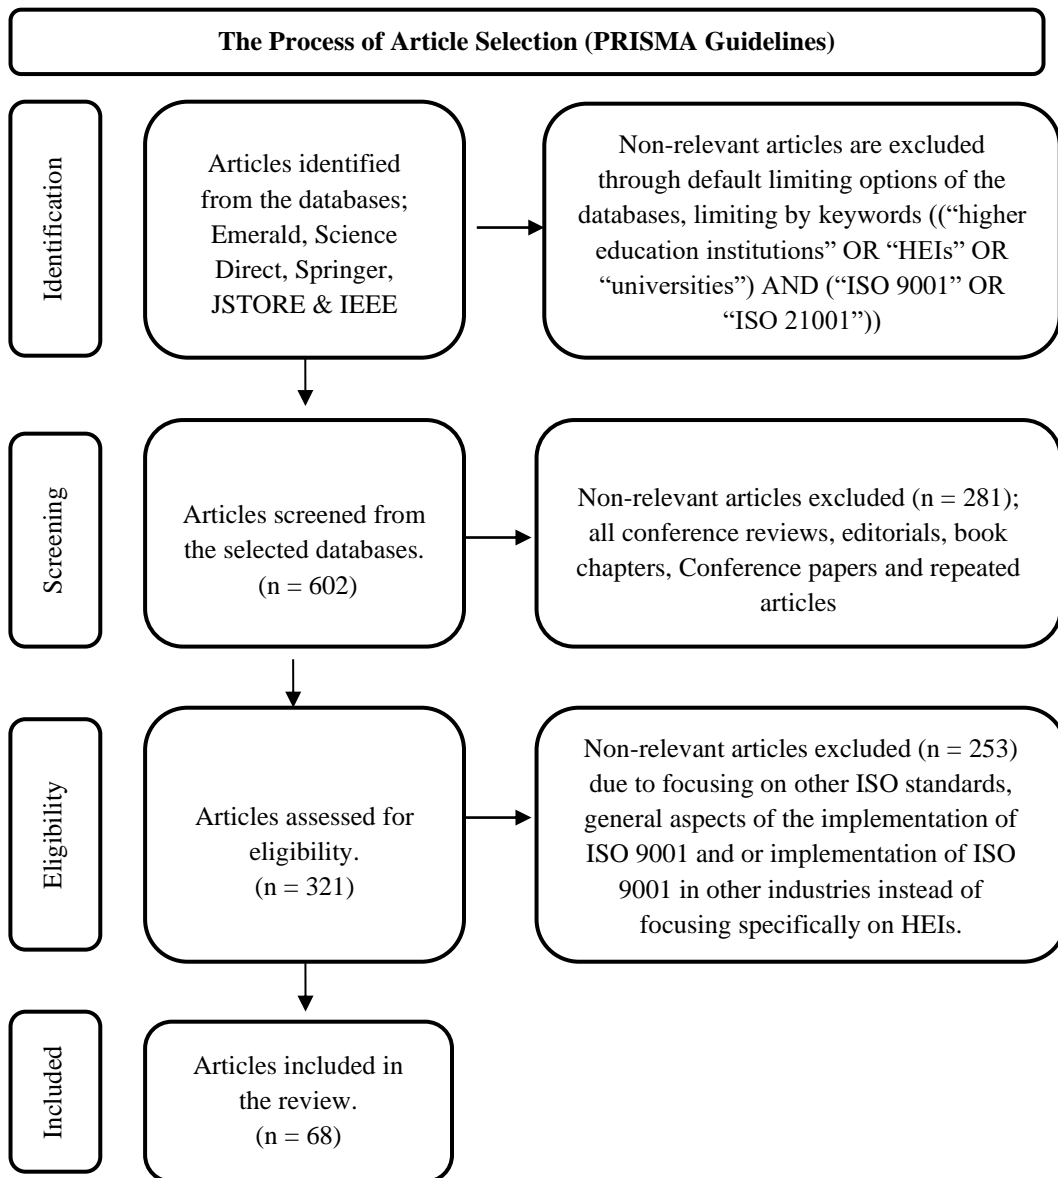 The Process of Article Selection (PRISMA Guidelines)
Identification
Articles identified
from the databases;
Emerald, Science
Direct, Springer,
JSTORE & IEEE
Non-relevant articles are excluded
through default limiting options of the
databases, limiting by keywords ((“higher
education institutions” OR “HEIs” OR
“universities”) AND (“ISO 9001” OR
“ISO 21001”))
Screening
Articles screened from
the selected databases.
(n = 602)
Non-relevant articles excluded (n = 281);
all conference reviews, editorials, book
chapters, Conference papers and repeated
articles
Eligibility
Articles assessed for
eligibility.
(n = 321)
Non-relevant articles excluded (n = 253)
due to focusing on other ISO standards,
general aspects of the implementation of
ISO 9001 and or implementation of ISO
9001 in other industries instead of
focusing specifically on HEIs.
Included
Articles included in
the review.
(n = 68)